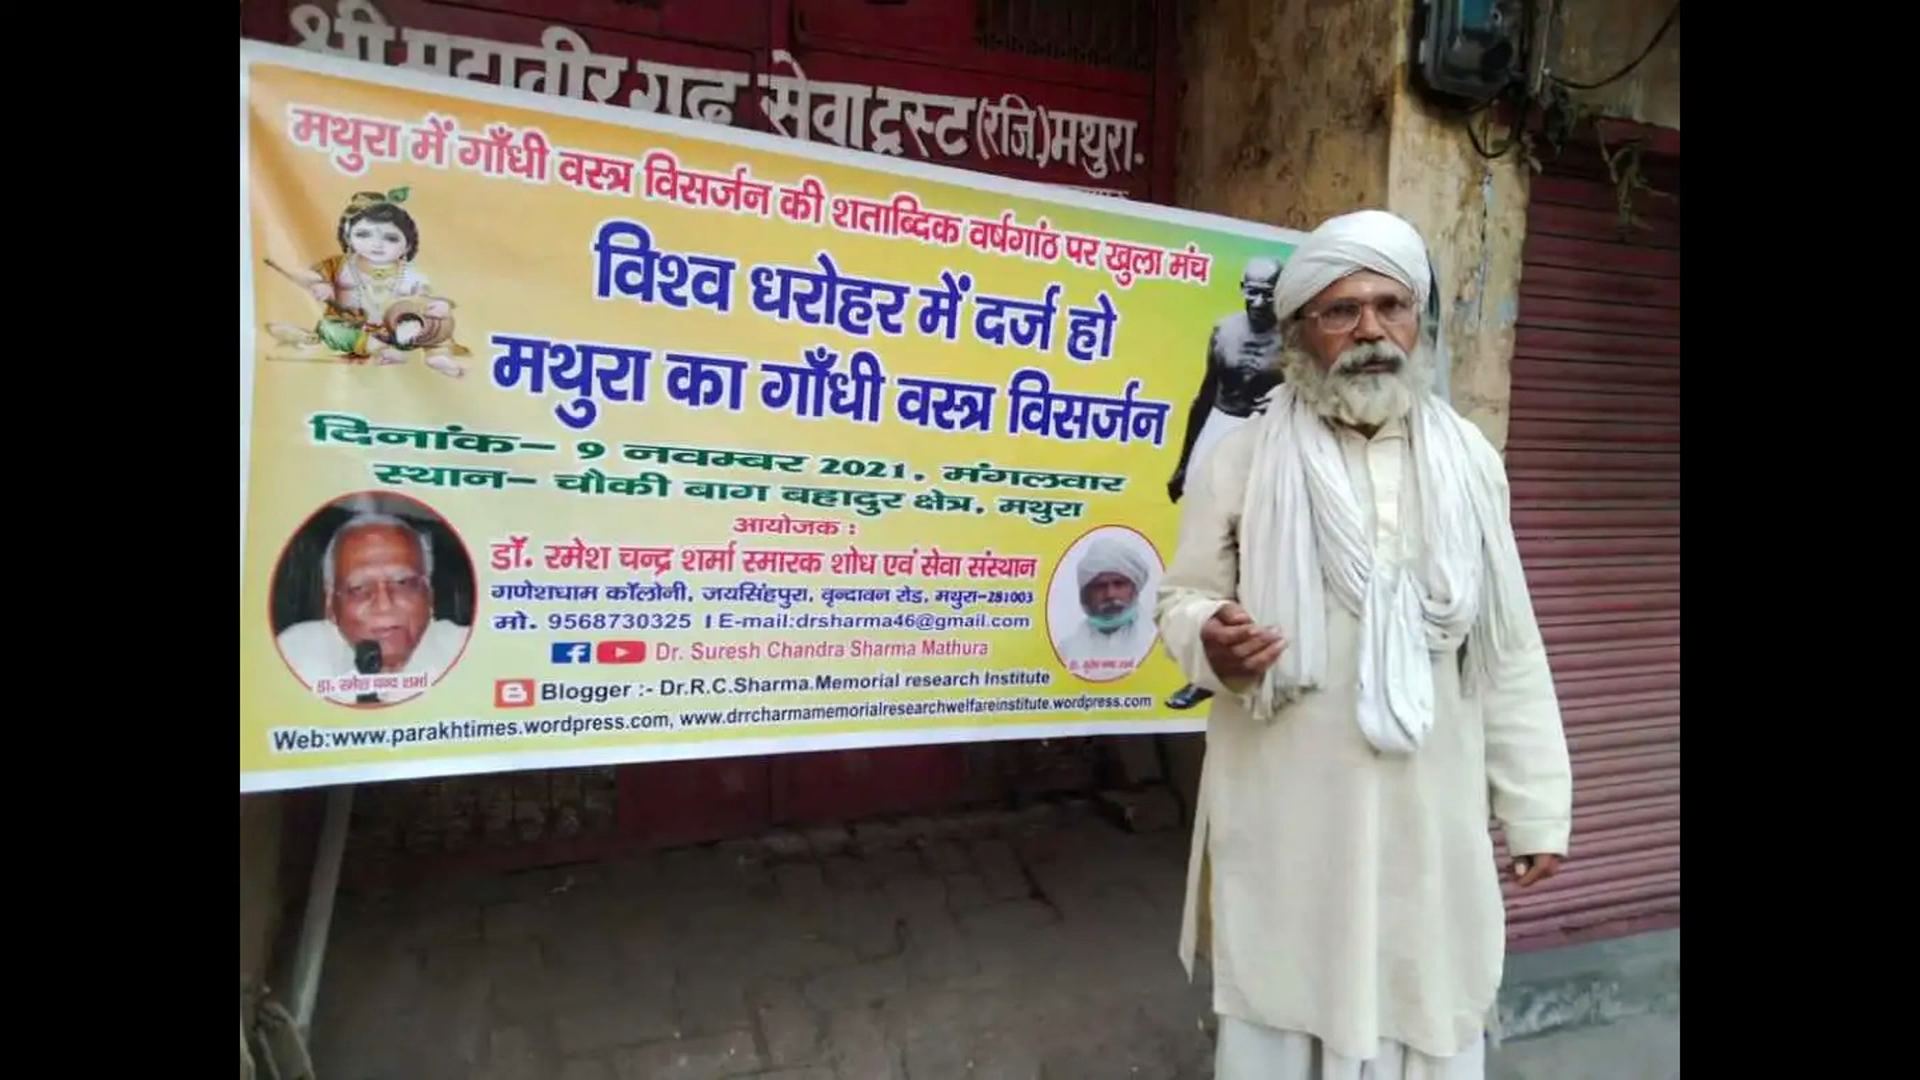 श्री महावीर गढ़ सेवा ट्रस्ट (रजि.) मथुरा.
मथुरा में गाँधी वस्त्र विसर्जन की शताब्दिक वर्षगांठ पर खुला मंच
विश्व धरोहर में दर्ज हो
मथुरा का गाँधी वस्त्र विसर्जन
दिनांक- 9 नवम्बर 2021, मंगलवार
स्थान- चौकी बाग बहादुर क्षेत्र, मथुरा
आयोजक :
डॉ. रमेश चन्द्र शर्मा स्मारक शोध एवं सेवा संस्थान
गणेशधाम कॉलोनी, जयसिंहपुरा, वृन्दावन रोड, मथुरा-281003
मो. 9568730325 । E-mail:drsharma46@gmail.com
Dr. Suresh Chandra Sharma Mathura
Blogger :- Dr.R.C.Sharma.Memorial research Institute
Web:www.parakhtimes.wordpress.com, www.drrcharmamemorialresearchwelfareinstitute.wordpress.com
डा. रमेश चन्द्र शर्मा